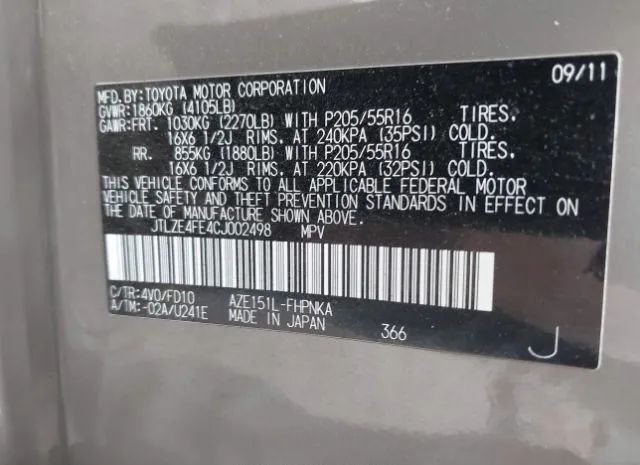 MFD.BY:TOYOTA MOTOR CORPORATION 09/11
GVWR:1860KG (4105LB)
GAWR:FRT. 1030KG (2270LB) WITH P205/55R16 TIRES.
16X6 1/2J RIMS. AT 240KPA (35PSI) COLD.
RR. 855KG (1880LB) WITH P205/55R16 TIRES.
16X6 1/2J RIMS. AT 220KPA (32PSI) COLD.
THIS VEHICLE CONFORMS TO ALL APPLICABLE FEDERAL MOTOR
VEHICLE SAFETY AND THEFT PREVENTION STANDARDS IN EFFECT ON
THE DATE OF MANUFACTURE SHOWN ABOVE.
JTLZE4FE4CJ002498 MPV
C/TR:4V0/FD10 AZE151L-FHPNKA
A/TM:-02A/U241E MADE IN JAPAN 366 J